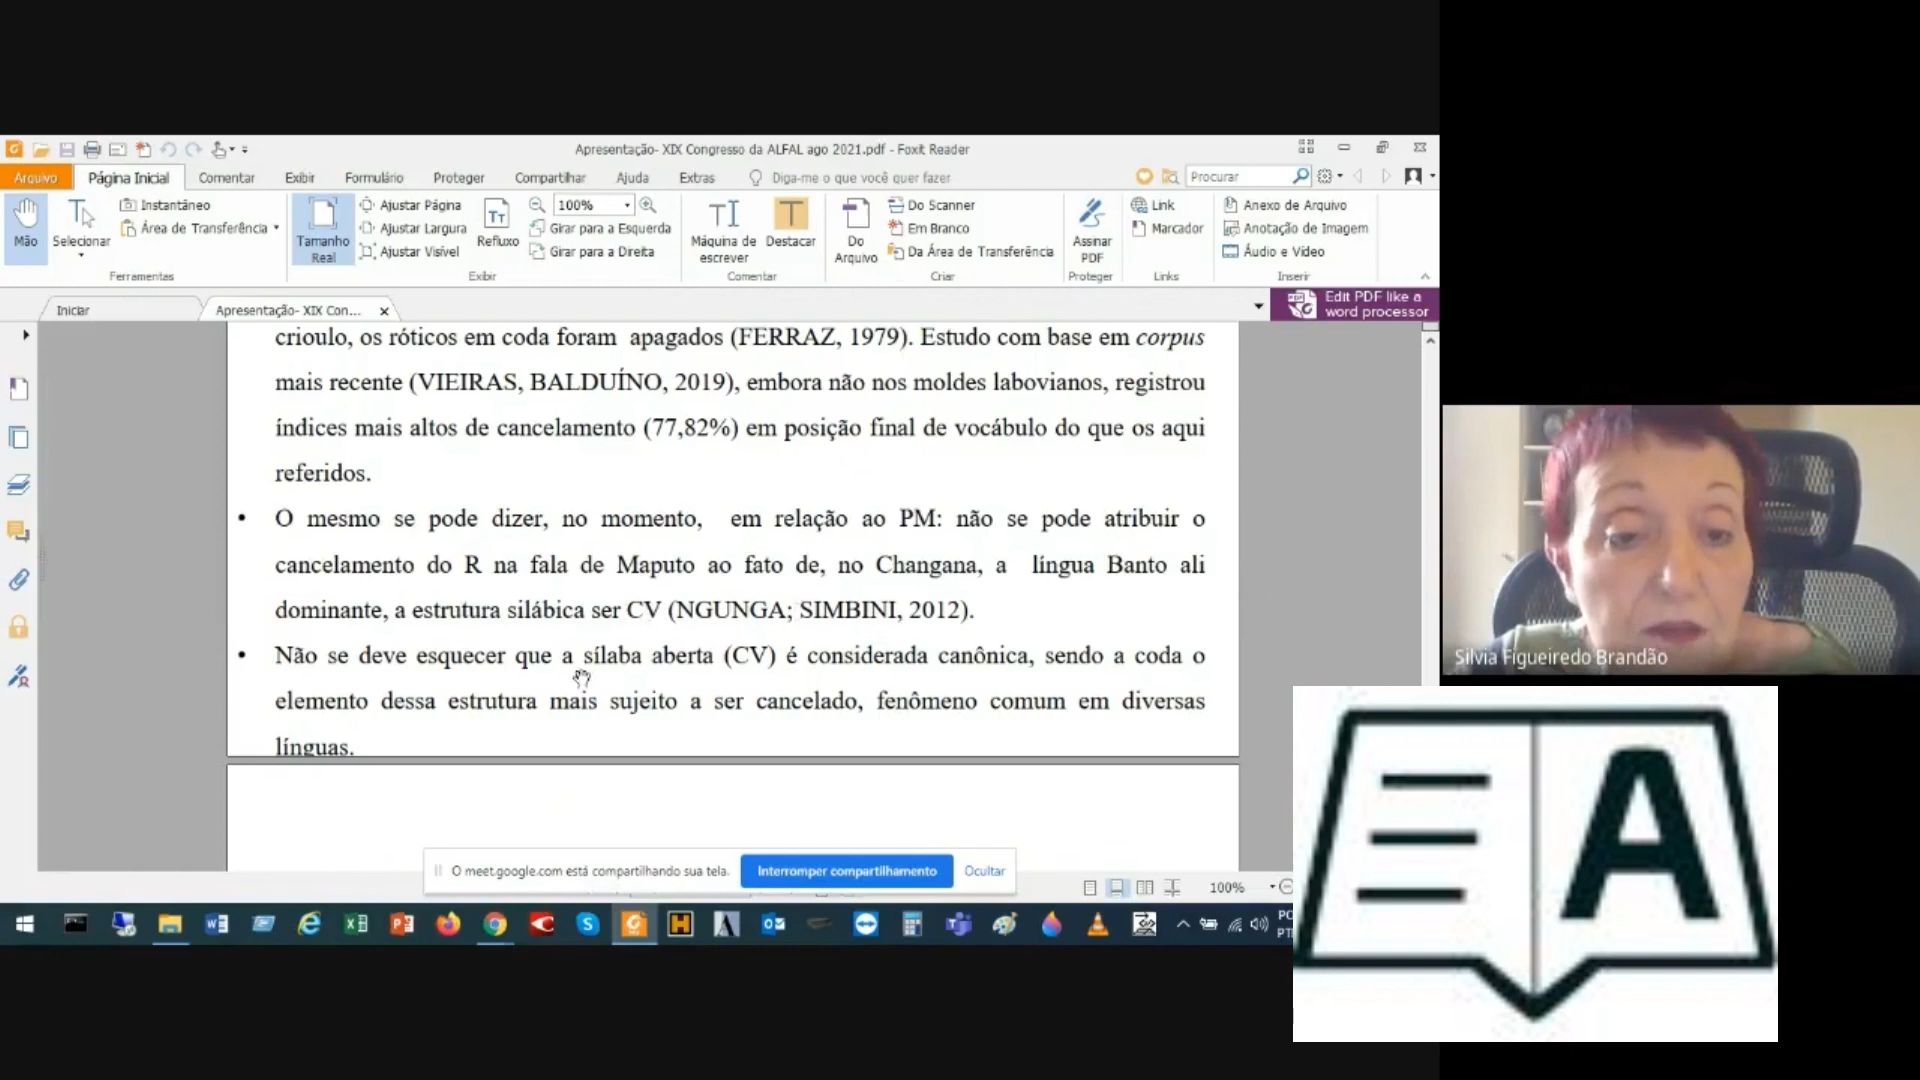 Apresentação- XIX Congresso da ALFAL ago 2021.pdf - Foxit Reader
Arquivo Página Inicial Comentar Exibir Formulário Proteger Compartilhar Ajuda Extras Diga-me o que você quer fazer Procurar
Mão
Selecionar
Instantâneo
Área de Transferência
Ferramentas
Tamanho
Real
Ajustar Página
Ajustar Largura
Ajustar Visível
Refluxo
100%
Girar para a Esquerda
Girar para a Direita
Exibir
Máquina de
escrever
Destacar
Comentar
Do
Arquivo
Do Scanner
Em Branco
Da Área de Transferência
Criar
Assinar
PDF
Proteger
Link
Marcador
Links
Anexo de Arquivo
Anotação de Imagem
Áudio e Vídeo
Inserir
Iniciar
Apresentação- XIX Con...
Edit PDF like a
word processor
crioulo, os róticos em coda foram apagados (FERRAZ, 1979). Estudo com base em corpus
mais recente (VIEIRAS, BALDUÍNO, 2019), embora não nos moldes labovianos, registrou
índices mais altos de cancelamento (77,82%) em posição final de vocábulo do que os aqui
referidos.
• O mesmo se pode dizer, no momento, em relação ao PM: não se pode atribuir o
cancelamento do R na fala de Maputo ao fato de, no Changana, a língua Banto ali
dominante, a estrutura silábica ser CV (NGUNGA; SIMBINI, 2012).
• Não se deve esquecer que a sílaba aberta (CV) é considerada canônica, sendo a coda o
elemento dessa estrutura mais sujeito a ser cancelado, fenômeno comum em diversas
línguas.
Silvia Figueiredo Brandão
O meet.google.com está compartilhando sua tela. Interromper compartilhamento Ocultar
100%
A